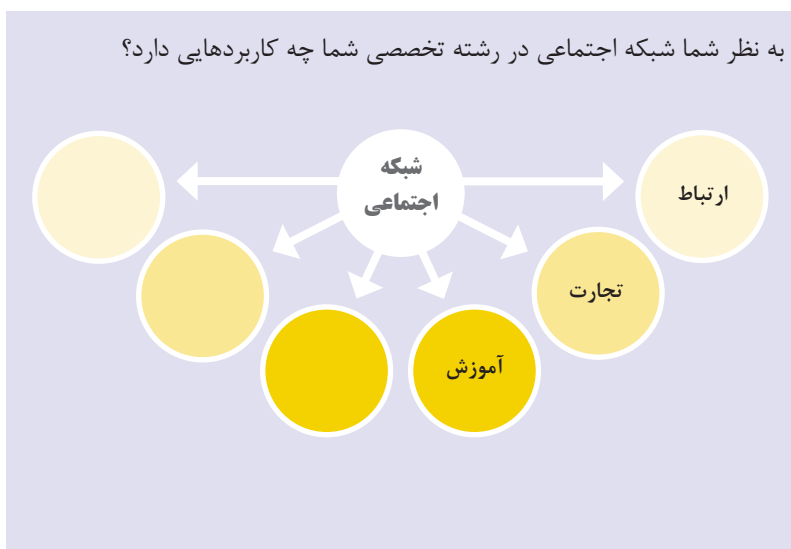 به نظر شما شبکه اجتماعی در رشته تخصصی شما چه کاربردهایی دارد؟
شبکه
اجتماعی
ارتباط
تجارت
آموزش